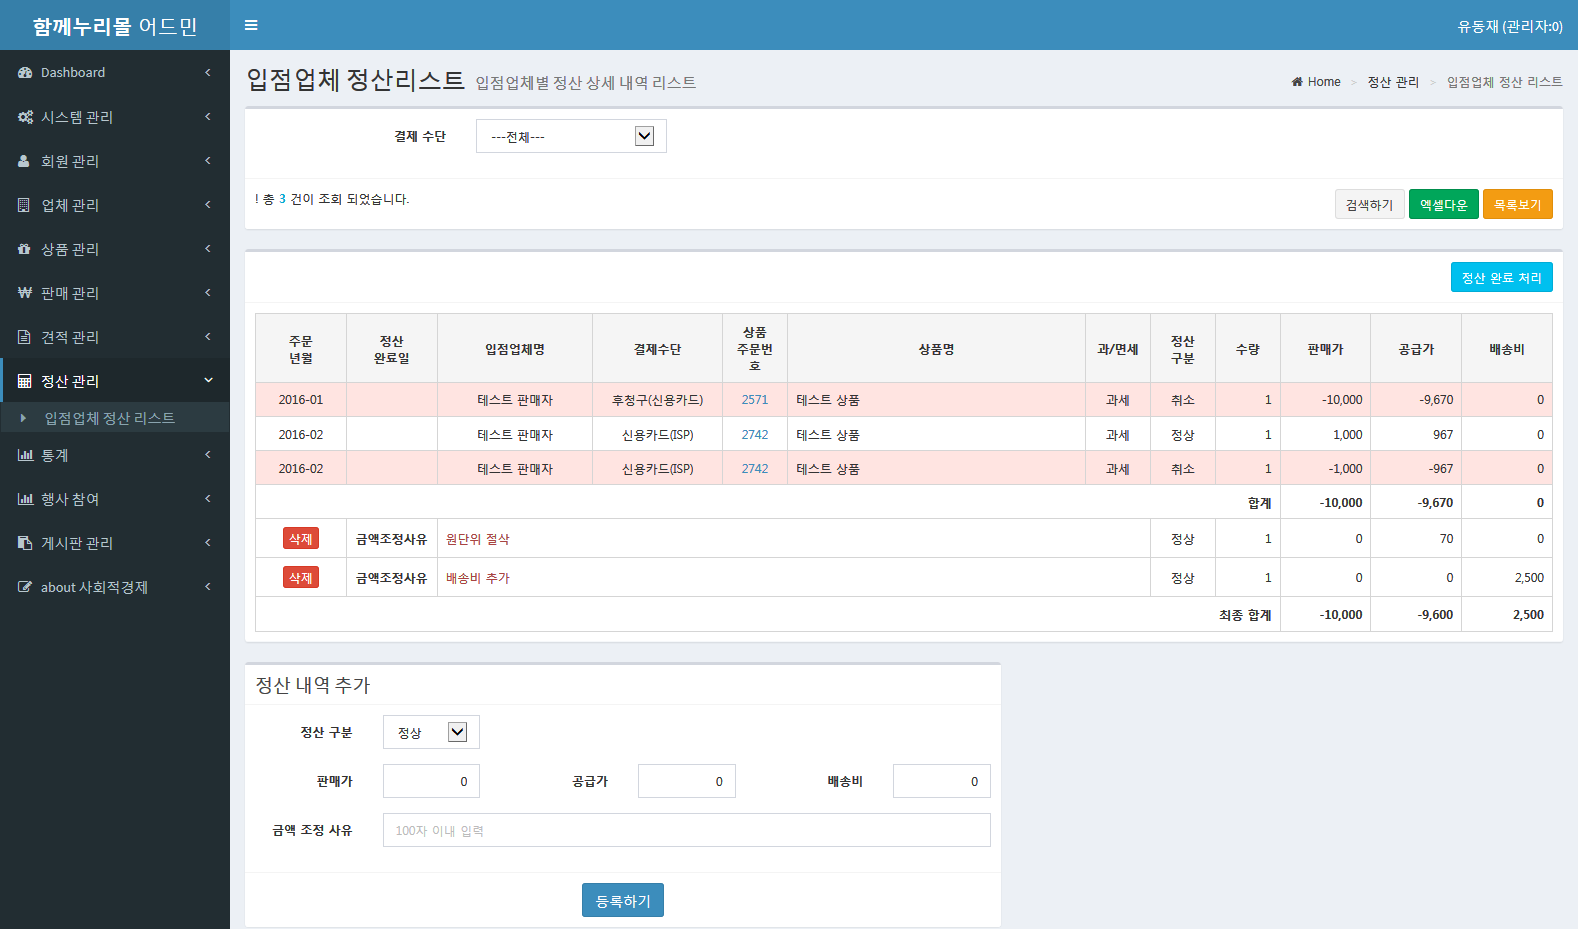 함께누리몰 어드민
유동재 (관리자:0)
Dashboard
시스템 관리
회원 관리
업체 관리
상품 관리
판매 관리
견적 관리
정산 관리
입점업체 정산 리스트
통계
행사 참여
게시판 관리
about 사회적경제
입점업체 정산리스트 입점업체별 정산 상세 내역 리스트
Home > 정산 관리 > 입점업체 정산 리스트
결제 수단 ---전체---
! 총 3 건이 조회 되었습니다.
검색하기 엑셀다운 목록보기
정산 완료 처리
주문 년월 정산 완료일 입점업체명 결제수단 상품 주문번호 상품명 과/면세 정산 구분 수량 판매가 공급가 배송비
2016-01 테스트 판매자 후청구(신용카드) 2571 테스트 상품 과세 취소 1 -10,000 -9,670 0
2016-02 테스트 판매자 신용카드(ISP) 2742 테스트 상품 과세 정상 1 1,000 967 0
2016-02 테스트 판매자 신용카드(ISP) 2742 테스트 상품 과세 취소 1 -1,000 -967 0
합계 -10,000 -9,670 0
삭제 금액조정사유 원단위 절삭 정상 1 0 70 0
삭제 금액조정사유 배송비 추가 정상 1 0 0 2,500
최종 합계 -10,000 -9,600 2,500
정산 내역 추가
정산 구분 정상
판매가 0 공급가 0 배송비 0
금액 조정 사유 100자 이내 입력
등록하기